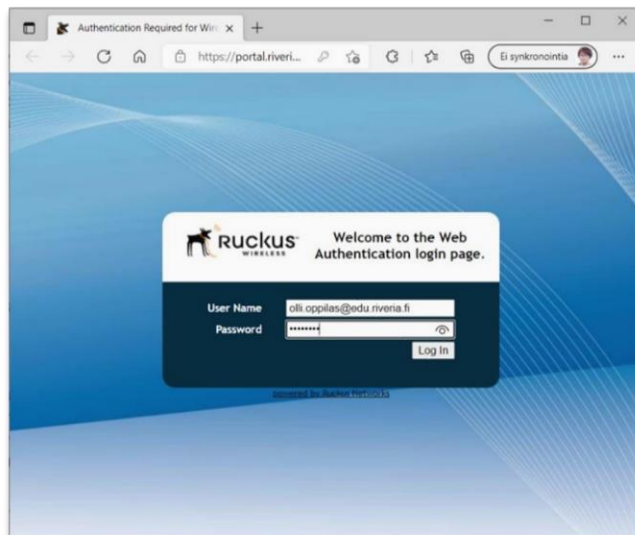 Authentication Required for Wir
https://portal.riveri...
Ei synkronointia
RUCKUS
WIRELESS
Welcome to the Web
Authentication login page.
User Name
olli.oppilas@edu.riveria.fi
Password
••••••••
Log In
powered by Ruckus Networks